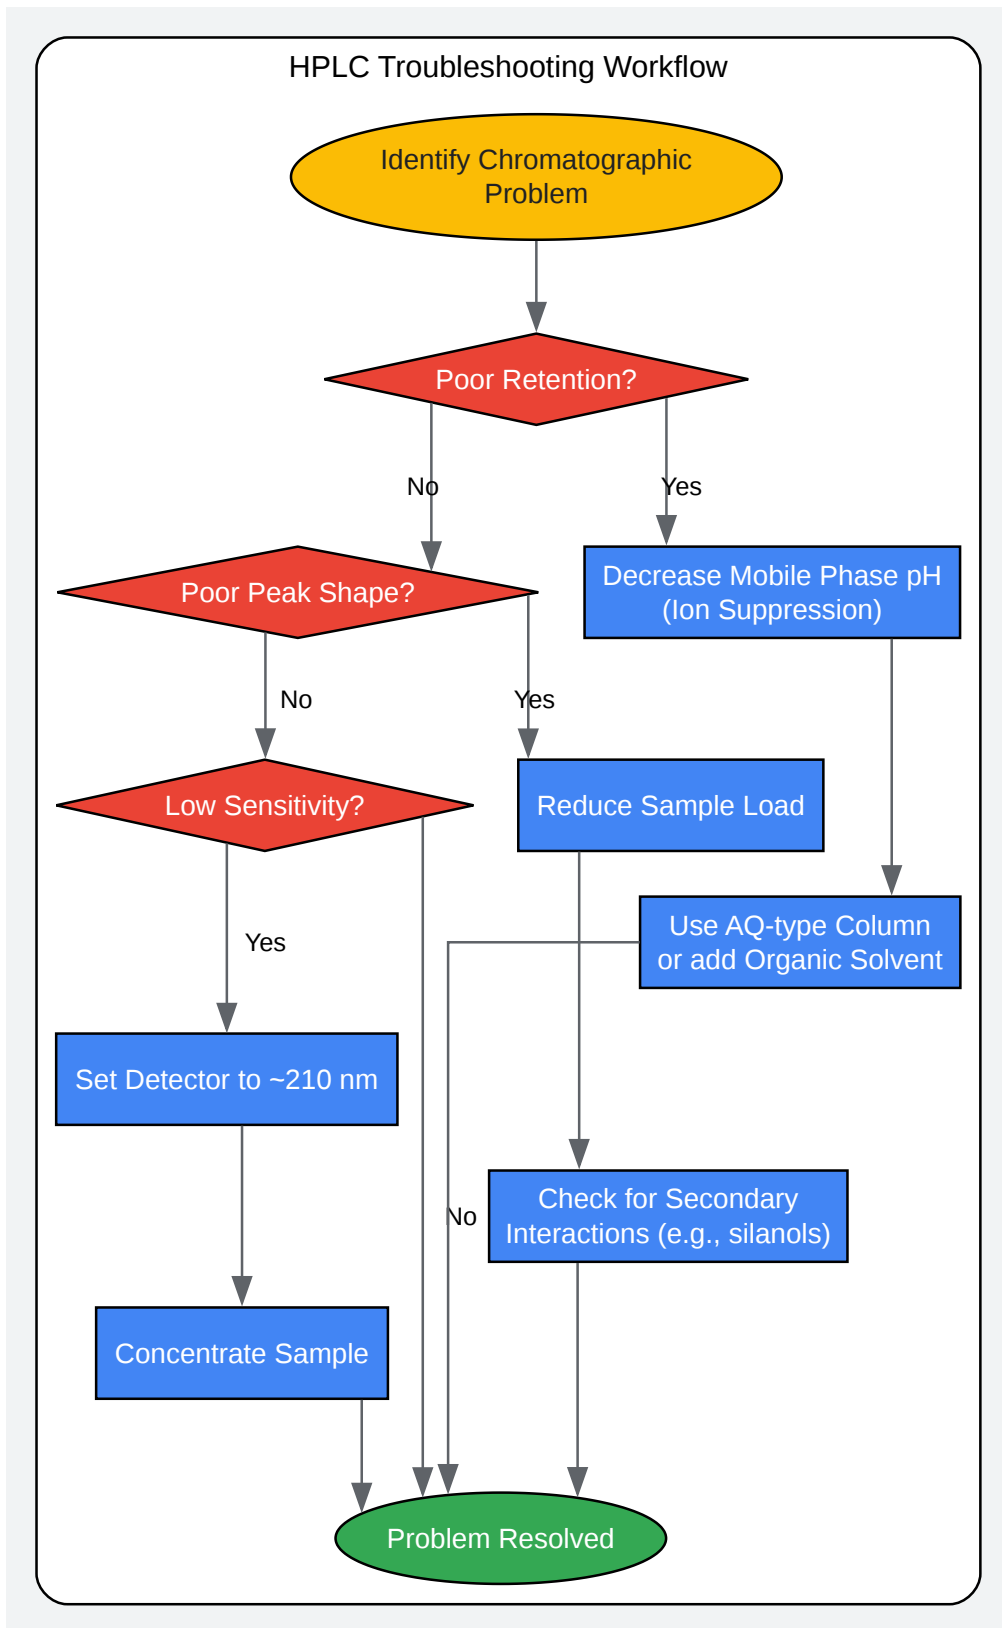 HPLC Troubleshooting Workflow
Identify Chromatographic
Problem
Poor Retention?
No
Yes
Poor Peak Shape?
Decrease Mobile Phase pH
(Ion Suppression)
No
Yes
Low Sensitivity?
Reduce Sample Load
Use AQ-type Column
or add Organic Solvent
Yes
Set Detector to ~210 nm
No
Check for Secondary
Interactions (e.g., silanols)
Concentrate Sample
Problem Resolved